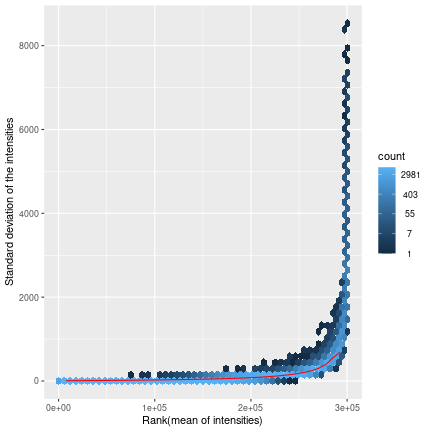 8000
6000
4000
2000
0
Standard deviation of the intensities
0e+00 1e+05 2e+05 3e+05
Rank(mean of intensities)
count
2981
403
55
7
1